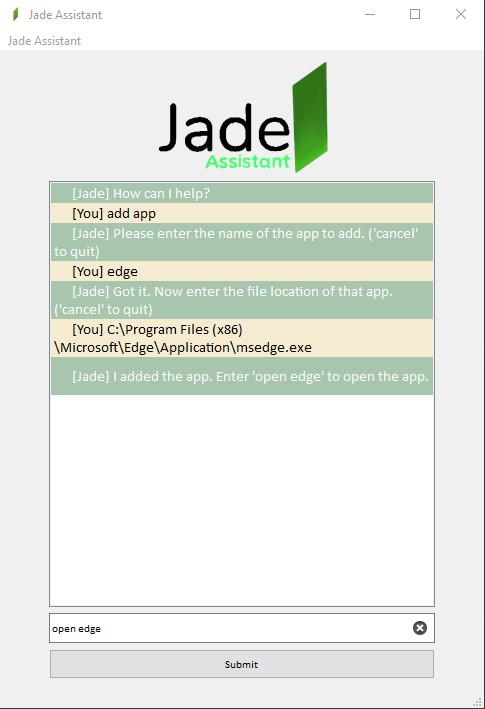 Jade Assistant
Jade Assistant
Jade
Assistant
[Jade] How can I help?
[You] add app
[Jade] Please enter the name of the app to add. ('cancel'
to quit)
[You] edge
[Jade] Got it. Now enter the file location of that app.
('cancel' to quit)
[You] C:\Program Files (x86)
\Microsoft\Edge\Application\msedge.exe
[Jade] I added the app. Enter 'open edge' to open the app.
open edge
Submit